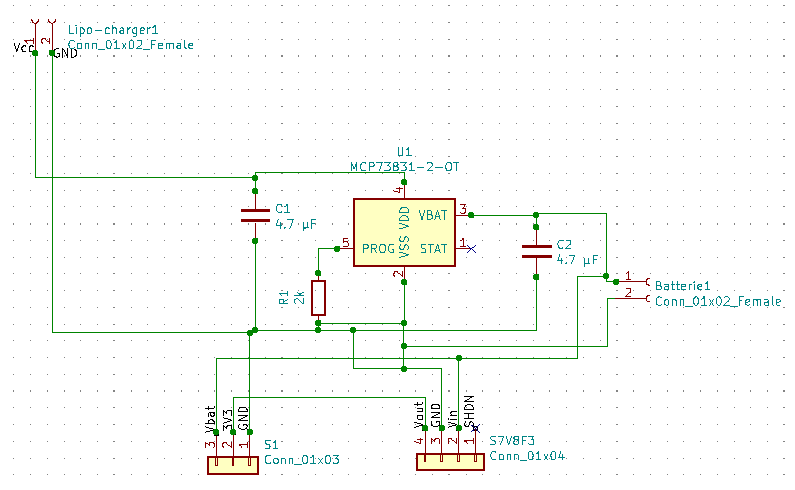 Lipo-charger1
Conn_01x02_Female
1
2
Vcc
GND
U1
MCP73831-2-OT
4
VDD
VBAT
3
C1
4.7 µF
5
PROG
VSS
STAT
1
2
C2
4.7 µF
R1
2k
1
2
Batterie1
Conn_01x02_Female
Vbat
3V3
GND
Vout
GND
Vin
SHDN
3
2
1
S1
Conn_01x03
4
3
2
1
S7V8F3
Conn_01x04